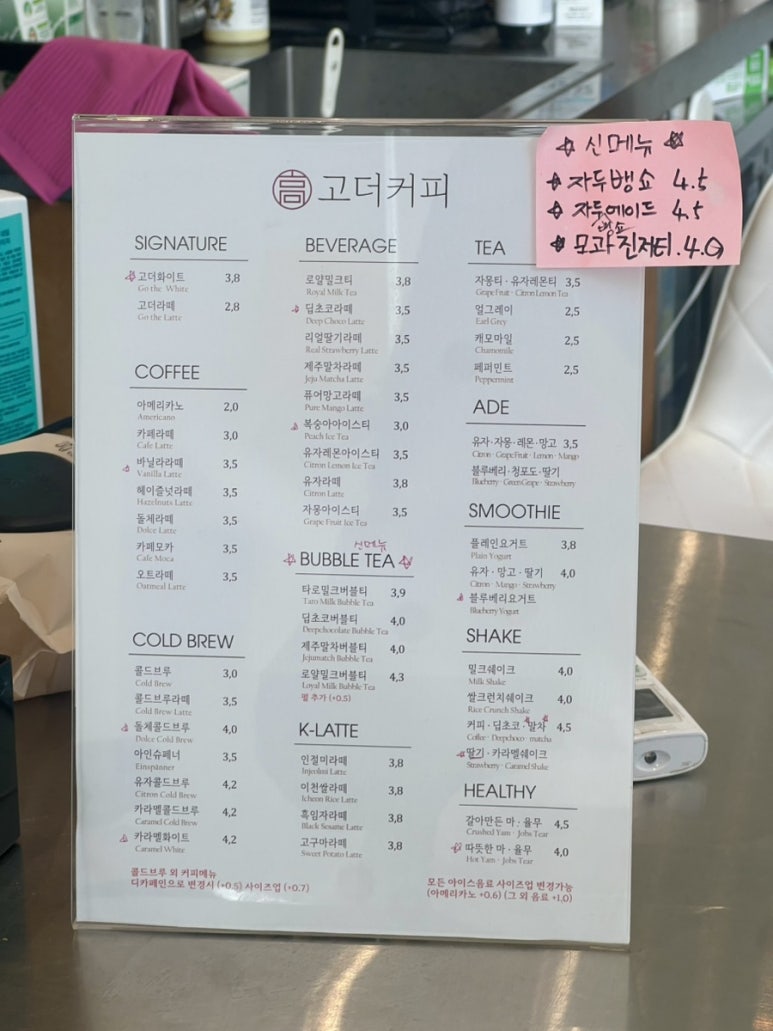 高 고더커피
☆ 신메뉴 ☆
☆ 자두뱅쇼 4.5
☆ 자두에이드 4.5
뱅쇼
☆ 모과진저티. 4.0
SIGNATURE
고더화이트 3,8
Go the White
고더라떼 2,8
Go the Latte
COFFEE
아메리카노 2,0
Americano
카페라떼 3,0
Cafe Latte
바닐라라떼 3,5
Vanilla Latte
헤이즐넛라떼 3,5
Hazelnuts Latte
돌체라떼 3,5
Dolce Latte
카페모카 3,5
Cafe Moca
오트라떼 3,5
Oatmeal Latte
COLD BREW
콜드브루 3,0
Cold Brew
콜드브루라떼 3,5
Cold Brew Latte
돌체콜드브루 4,0
Dolce Cold Brew
아인슈페너 3,5
Einspanner
유자콜드브루 4,2
Citron Cold Brew
카라멜콜드브루 4,2
Caramel Cold Brew
카라멜화이트 4,2
Caramel White
콜드브루 외 커피메뉴
디카페인으로 변경시 (+0.5) 사이즈업 (+0.7)
BEVERAGE
로얄밀크티 3,8
Royal Milk Tea
딥초코라떼 3,5
Deep Choco Latte
리얼딸기라떼 3,5
Real Strawberry Latte
제주말차라떼 3,5
Jeju Matcha Latte
퓨어망고라떼 3,5
Pure Mango Latte
복숭아아이스티 3,0
Peach Ice Tea
유자레몬아이스티 3,5
Citron Lemon Ice Tea
유자라떼 3,8
Citron Latte
자몽아이스티 3,5
Grape Fruit Ice Tea
신메뉴
☆ BUBBLE TEA ☆
타로밀크버블티 3,9
Taro Milk Bubble Tea
딥초코버블티 4,0
Deepchocolate Bubble Tea
제주말차버블티 4,0
Jejumatch Bubble Tea
로얄밀크버블티 4,3
Loyal Milk Bubble Tea
펄 추가 (+0.5)
K-LATTE
인절미라떼 3,8
Injeolmi Latte
이천쌀라떼 3,8
Icheon Rice Latte
흑임자라떼 3,8
Black Sesame Latte
고구마라떼 3,8
Sweet Potato Latte
TEA
자몽티 · 유자레몬티 3,5
Grape Fruit · Citron Lemon Tea
얼그레이 2,5
Earl Grey
캐모마일 2,5
Chamomile
페퍼민트 2,5
Peppermint
ADE
유자 · 자몽 · 레몬 · 망고 3,5
Citron · GrapeFruit · Lemon · Mango
블루베리 · 청포도 · 딸기
Blueberry · GreenGrape · Strawberry
SMOOTHIE
플레인요거트 3,8
Plain Yogurt
유자 · 망고 · 딸기 4,0
Citron · Mango · Strawberry
블루베리요거트
Blueberry Yogurt
SHAKE
밀크쉐이크 4,0
Milk Shake
쌀크런치쉐이크 4,0
Rice Crunch Shake
커피 · 딥초코 · 말차 4,5
Coffee · Deepchoco · matcha
딸기 · 카라멜쉐이크
Strawberry · Caramel Shake
HEALTHY
갈아만든 마 · 율무 4,5
Crushed Yam · Jobs Tear
따뜻한 마 · 율무 4,0
Hot Yam · Jobs Tear
모든 아이스음료 사이즈업 변경가능
(아메리카노 +0.6) (그 외 음료 +1.0)